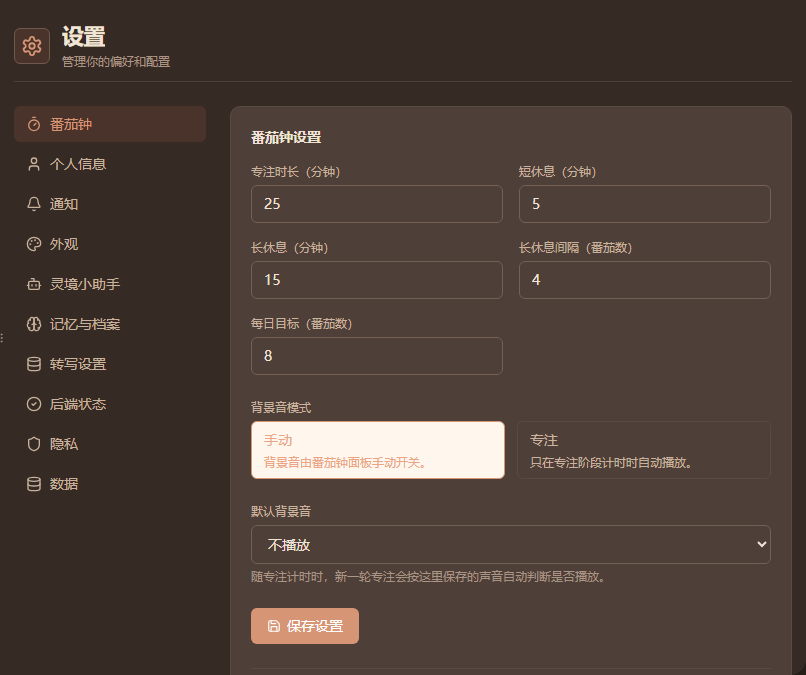 设置
管理你的偏好和配置
番茄钟
个人信息
通知
外观
灵境小助手
记忆与档案
转写设置
后端状态
隐私
数据
番茄钟设置
专注时长（分钟）
短休息（分钟）
25
5
长休息（分钟）
长休息间隔（番茄数）
15
4
每日目标（番茄数）
8
背景音模式
手动
背景音由番茄钟面板手动开关。
专注
只在专注阶段计时时自动播放。
默认背景音
不播放
随专注计时时，新一轮专注会按这里保存的声音自动判断是否播放。
保存设置